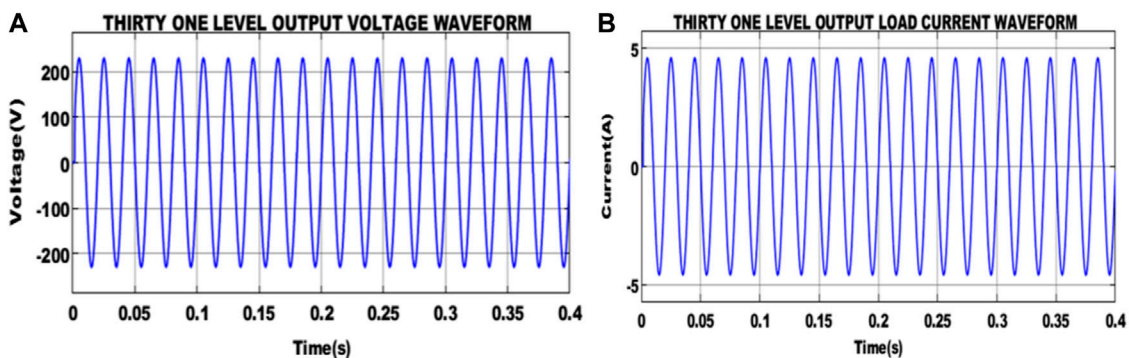 A
THIRTY ONE LEVEL OUTPUT VOLTAGE WAVEFORM
Voltage(V)
200
100
0
-100
-200
0 0.05 0.1 0.15 0.2 0.25 0.3 0.35 0.4
Time(s)
B
THIRTY ONE LEVEL OUTPUT LOAD CURRENT WAVEFORM
Current(A)
5
0
-5
0 0.05 0.1 0.15 0.2 0.25 0.3 0.35 0.4
Time(s)